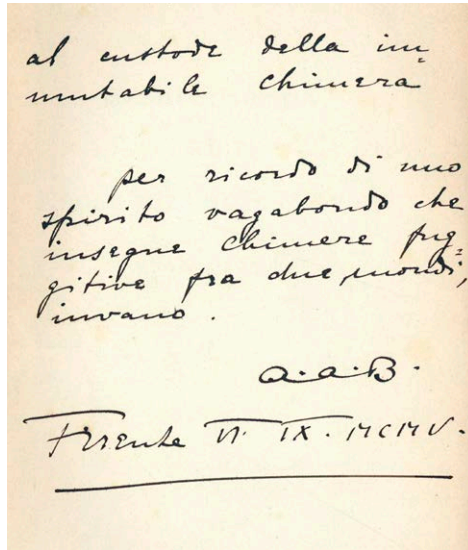 al custode della im=
mutabile Chimera
per ricordo di uno
spirito vagabondo che
insegue Chimere fug=
gitive fra due mondi,
invano.
A.A.B.
Firenze VI. IX. MCMV.